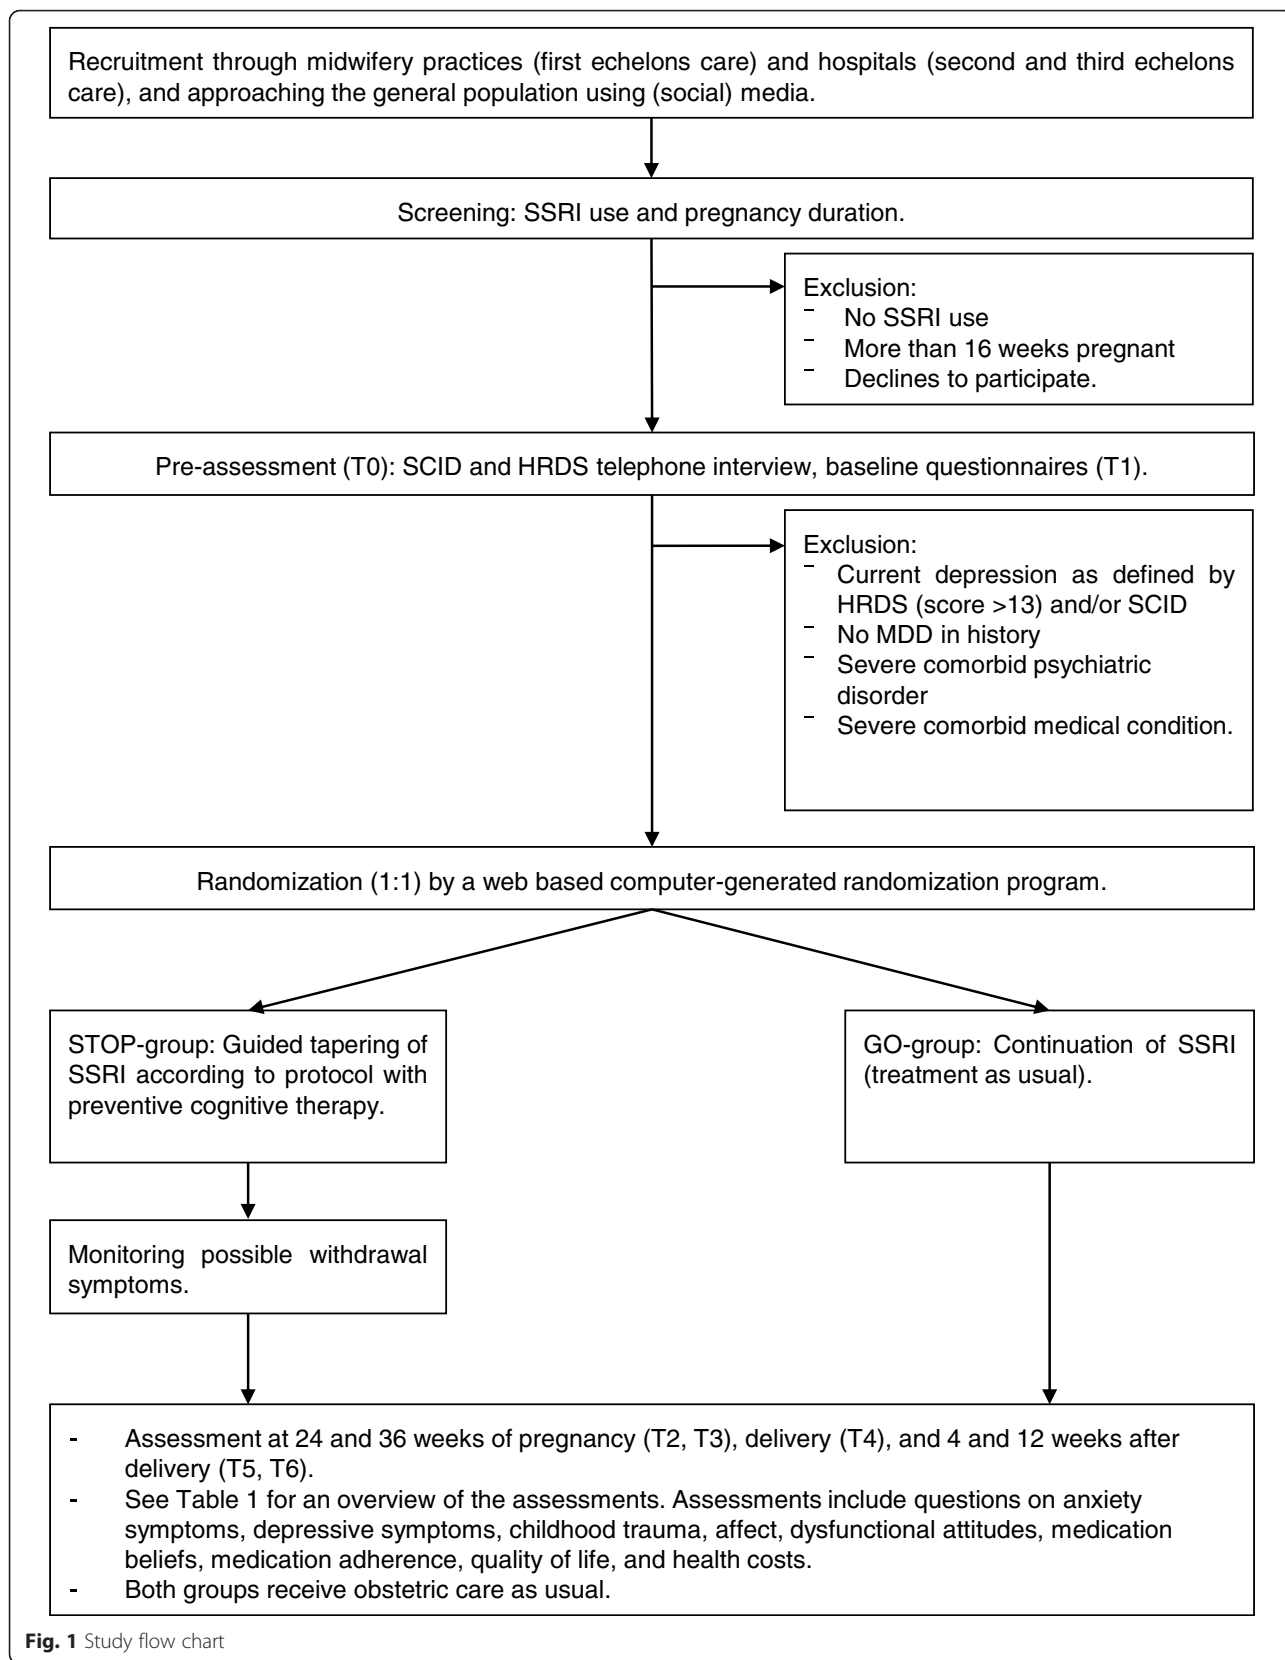 Recruitment through midwifery practices (first echelons care) and hospitals (second and third echelons
care), and approaching the general population using (social) media.
Screening: SSRI use and pregnancy duration.
Exclusion:
- No SSRI use
- More than 16 weeks pregnant
- Declines to participate.
Pre-assessment (T0): SCID and HRDS telephone interview, baseline questionnaires (T1).
Exclusion:
- Current depression as defined by
HRDS (score >13) and/or SCID
- No MDD in history
- Severe comorbid psychiatric
disorder
- Severe comorbid medical condition.
Randomization (1:1) by a web based computer-generated randomization program.
STOP-group: Guided tapering of
SSRI according to protocol with
preventive cognitive therapy.
GO-group: Continuation of SSRI
(treatment as usual).
Monitoring possible withdrawal
symptoms.
- Assessment at 24 and 36 weeks of pregnancy (T2, T3), delivery (T4), and 4 and 12 weeks after
delivery (T5, T6).
- See Table 1 for an overview of the assessments. Assessments include questions on anxiety
symptoms, depressive symptoms, childhood trauma, affect, dysfunctional attitudes, medication
beliefs, medication adherence, quality of life, and health costs.
- Both groups receive obstetric care as usual.
Fig. 1 Study flow chart